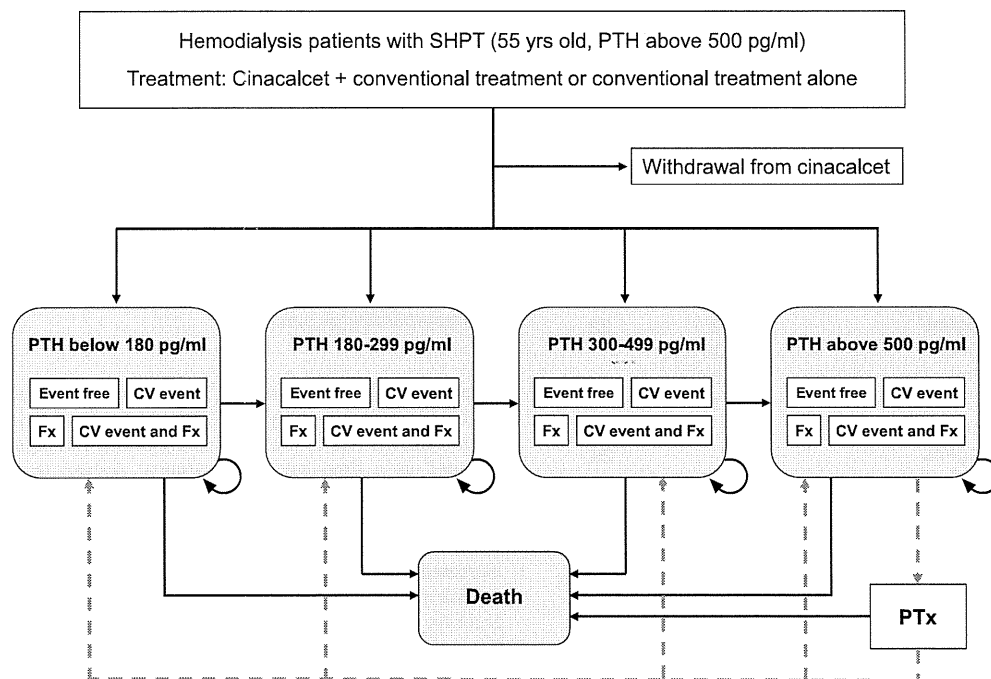 Hemodialysis patients with SHPT (55 yrs old, PTH above 500 pg/ml)
Treatment: Cinacalcet + conventional treatment or conventional treatment alone
Withdrawal from cinacalcet
PTH below 180 pg/ml
Event free
CV event
Fx
CV event and Fx
PTH 180-299 pg/ml
Event free
CV event
Fx
CV event and Fx
PTH 300-499 pg/ml
Event free
CV event
Fx
CV event and Fx
PTH above 500 pg/ml
Event free
CV event
Fx
CV event and Fx
Death
PTx